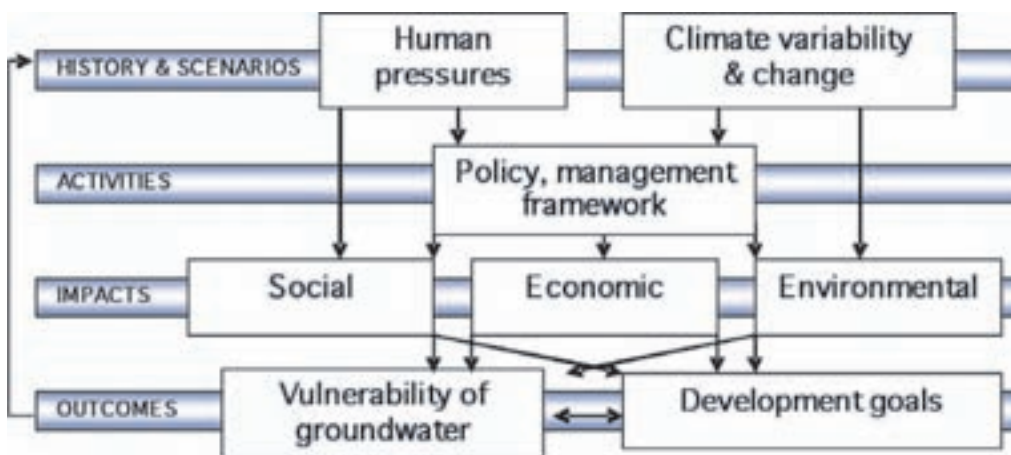 HISTORY & SCENARIOS
Human
pressures
Climate variability
& change
ACTIVITIES
Policy, management
framework
IMPACTS
Social
Economic
Environmental
OUTCOMES
Vulnerability of
groundwater
Development goals